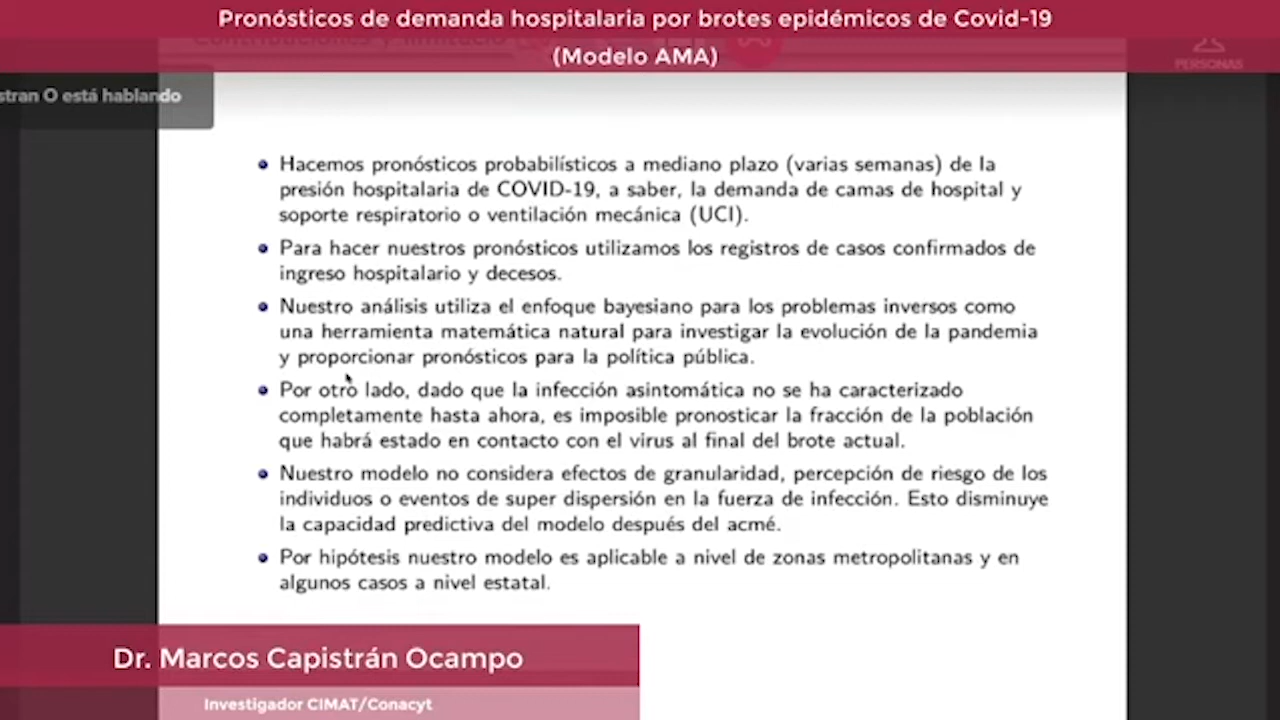 Pronósticos de demanda hospitalaria por brotes epidémicos de Covid-19
(Modelo AMA)
PERSONAS
stran O está hablando
Hacemos pronósticos probabilísticos a mediano plazo (varias semanas) de la
presión hospitalaria de COVID-19, a saber, la demanda de camas de hospital y
soporte respiratorio o ventilación mecánica (UCI).
Para hacer nuestros pronósticos utilizamos los registros de casos confirmados de
ingreso hospitalario y decesos.
Nuestro análisis utiliza el enfoque bayesiano para los problemas inversos como
una herramienta matemática natural para investigar la evolución de la pandemia
y proporcionar pronósticos para la política pública.
Por otro lado, dado que la infección asintomática no se ha caracterizado
completamente hasta ahora, es imposible pronosticar la fracción de la población
que habrá estado en contacto con el virus al final del brote actual.
Nuestro modelo no considera efectos de granularidad, percepción de riesgo de los
individuos o eventos de super dispersión en la fuerza de infección. Esto disminuye
la capacidad predictiva del modelo después del acmé.
Por hipótesis nuestro modelo es aplicable a nivel de zonas metropolitanas y en
algunos casos a nivel estatal.
Dr. Marcos Capistrán Ocampo
Investigador CIMAT/Conacyt